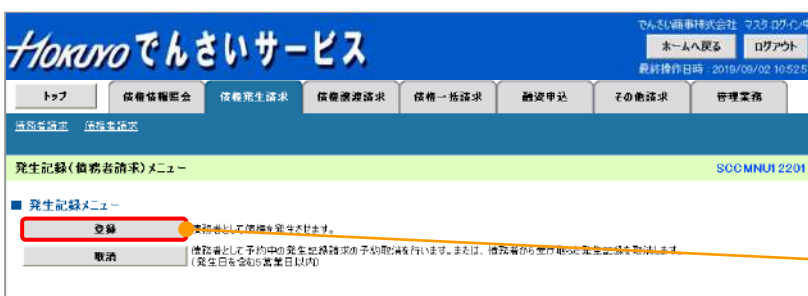 でんさい商事株式会社 マスタ ログイン中
Hokuyo でんさいサービス
ホームへ戻る ログアウト
最終操作日時：2019/09/02 10:52:5
トップ 債権情報照会 債権発生請求 債権譲渡請求 債権一括請求 融資申込 その他請求 管理業務
債務者請求 債権者請求
発生記録(債務者請求)メニュー SCCMNU12201
■ 発生記録メニュー
登録 債務者として債権を発生させます。
取消 債務者として予約中の発生記録請求の予約取消を行います。または、債務者から受け取った発生記録を取消します。
(発生日を含む5営業日以内)